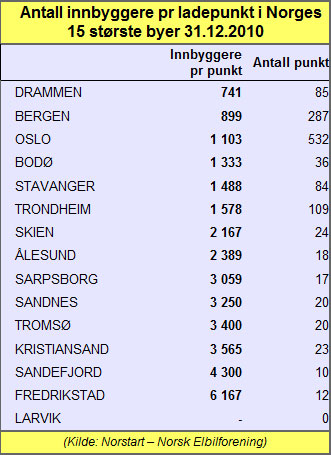 Antall innbyggere pr ladepunkt i Norges
15 største byer 31.12.2010
Innbyggere
pr punkt Antall punkt
DRAMMEN 741 85
BERGEN 899 287
OSLO 1 103 532
BODØ 1 333 36
STAVANGER 1 488 84
TRONDHEIM 1 578 109
SKIEN 2 167 24
ÅLESUND 2 389 18
SARPSBORG 3 059 17
SANDNES 3 250 20
TROMSØ 3 400 20
KRISTIANSAND 3 565 23
SANDEFJORD 4 300 10
FREDRIKSTAD 6 167 12
LARVIK - 0
(Kilde: Norstart – Norsk Elbilforening)